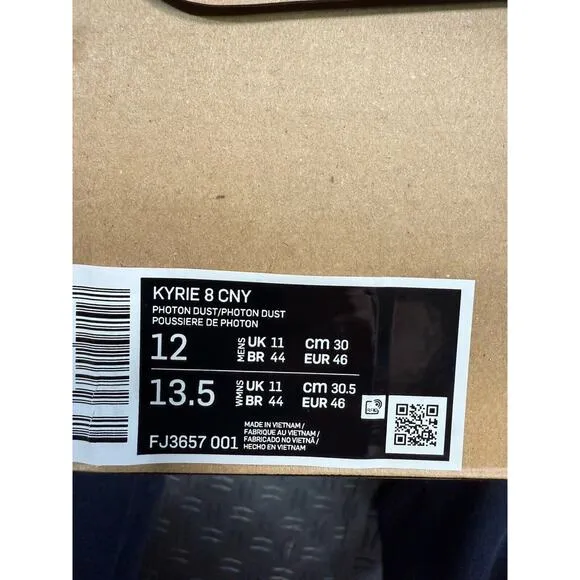 KYRIE 8 CNY
PHOTON DUST/PHOTON DUST
POUSSIERE DE PHOTON
12 MENS UK 11 CM 30
BR 44 EUR 46
13.5 WMNS UK 11 CM 30.5
BR 44 EUR 46
FJ3657 001
MADE IN VIETNAM/
FABRIQUE AU VIETNAM/
FABRICADO NO VIETNÃ/
HECHO EN VIETNAM